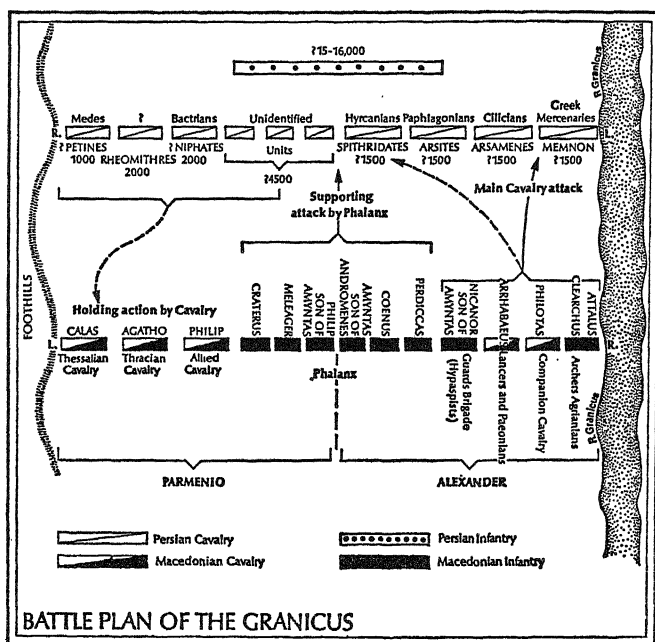 ?15-16,000
R Granicus
Medes ? Bactrians Unidentified Hyrcanians Paphlagonians Cilicians Greek Mercenaries
R. L.
? PETINES 1000
RHEOMITHRES 2000
? NIPHATES 2000
Units
?4500
SPITHRIDATES ?1500
ARSITES ?1500
ARSAMENES ?1500
MEMNON ?1500
Supporting
attack by Phalanx
Main Cavalry attack
FOOTHILLS
Holding action by Cavalry
L. R.
CALAS
Thessalian
Cavalry
AGATHO
Thracian
Cavalry
PHILIP
Allied
Cavalry
CRATERUS
MELEAGER
PHILIP
SON OF
AMYNTAS
AMYNTAS
SON OF
ANDROMENES
COENUS
PERDICCAS
NICANOR
SON OF
AMYNTAS
ARRHABAEUS
PHILOTAS
CLEARCHUS
ATTALUS
Phalanx
Guards Brigade
(Hypaspists)
Lancers and Paeonians
Companion Cavalry
Archers Agrianians
R Granicus
PARMENIO
ALEXANDER
Persian Cavalry
Macedonian Cavalry
Persian Infantry
Macedonian Infantry
BATTLE PLAN OF THE GRANICUS